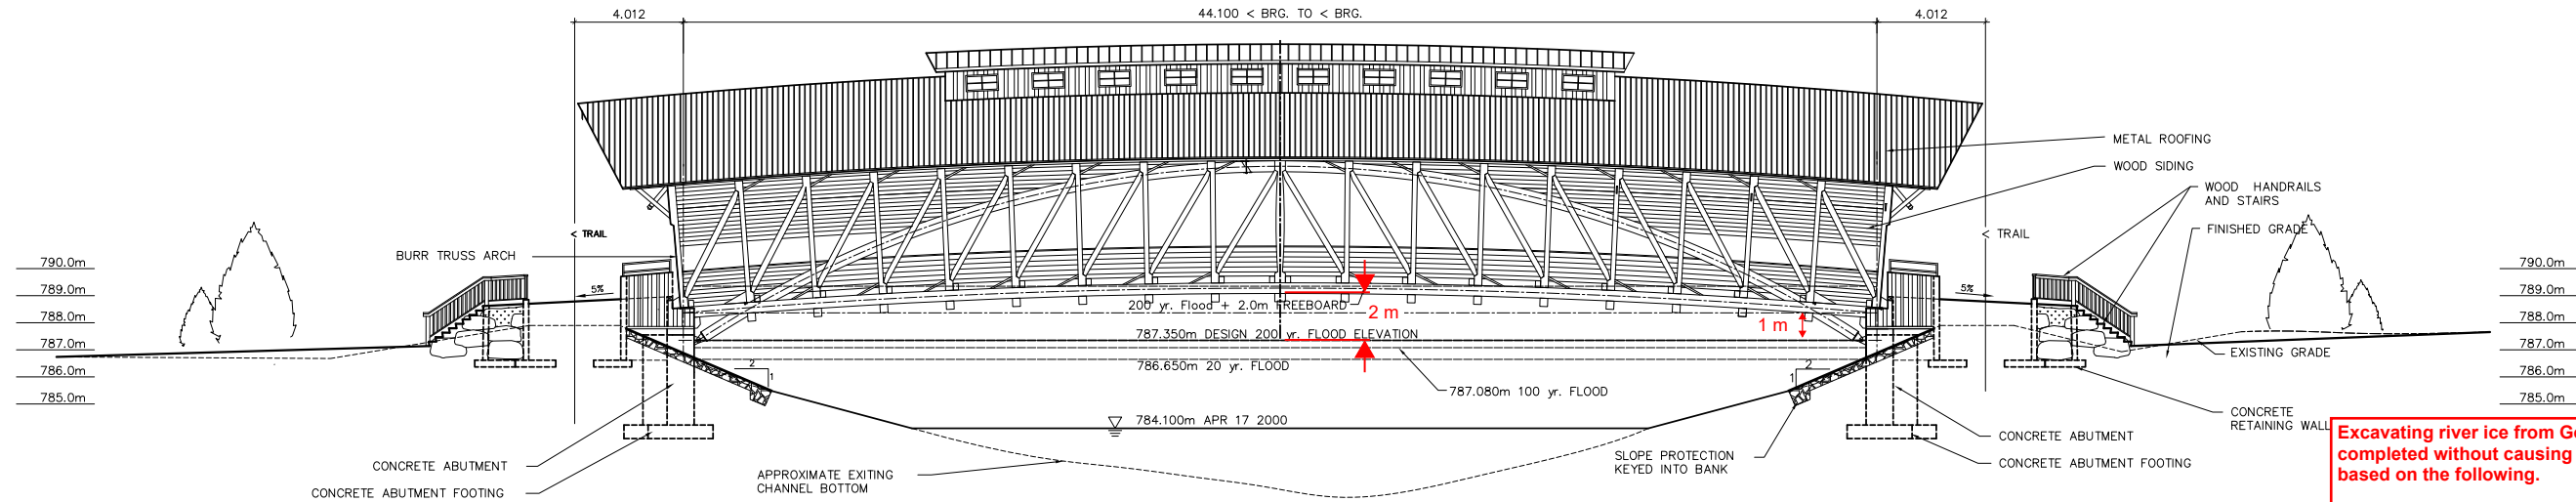 4.012
44.100 < BRG. TO < BRG.
4.012
METAL ROOFING
WOOD SIDING
WOOD HANDRAILS
AND STAIRS
FINISHED GRADE
< TRAIL
< TRAIL
BURR TRUSS ARCH
790.0m
789.0m
788.0m
787.0m
786.0m
785.0m
5%
200 yr. Flood + 2.0m FREEBOARD
2 m
1 m
787.350m DESIGN 200 yr. FLOOD ELEVATION
786.650m 20 yr. FLOOD
787.080m 100 yr. FLOOD
784.100m APR 17 2000
2
1
2
1
5%
790.0m
789.0m
788.0m
787.0m
786.0m
785.0m
EXISTING GRADE
CONCRETE
RETAINING WALL
CONCRETE ABUTMENT
CONCRETE ABUTMENT FOOTING
SLOPE PROTECTION
KEYED INTO BANK
APPROXIMATE EXITING
CHANNEL BOTTOM
CONCRETE ABUTMENT
CONCRETE ABUTMENT FOOTING
Excavating river ice from
completed without causing
based on the following.